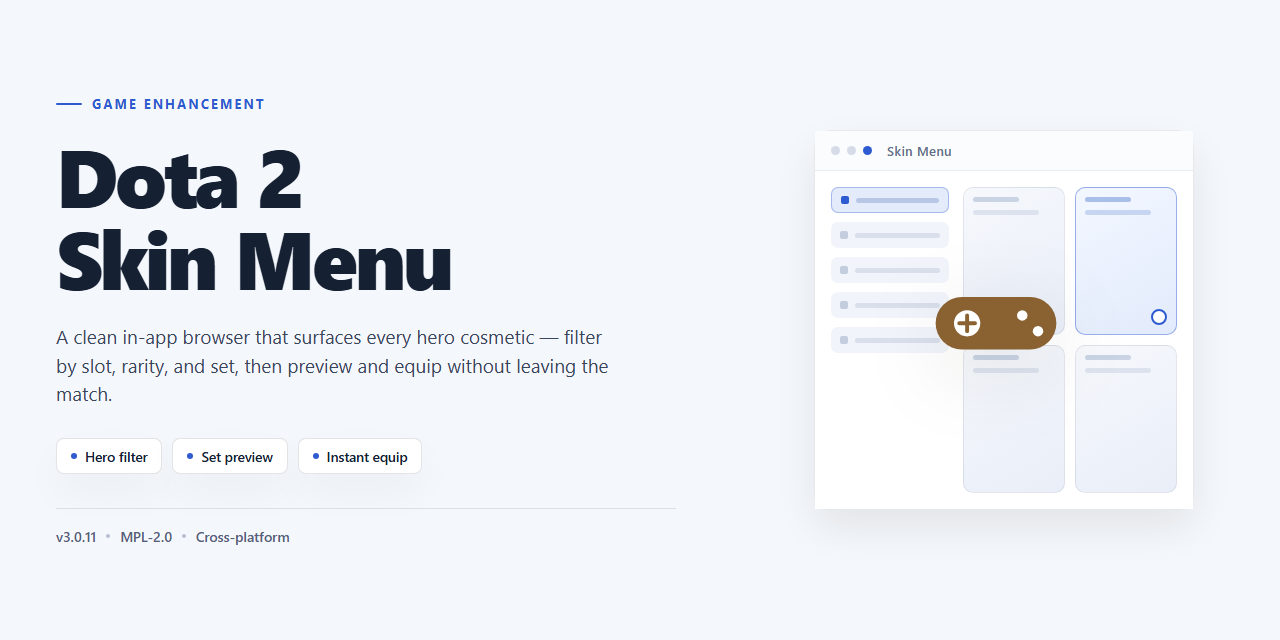 GAME ENHANCEMENT
Dota 2
Skin Menu
A clean in-app browser that surfaces every hero cosmetic — filter
by slot, rarity, and set, then preview and equip without leaving the
match.
Hero filter
Set preview
Instant equip
v3.0.11 • MPL-2.0 • Cross-platform
Skin Menu